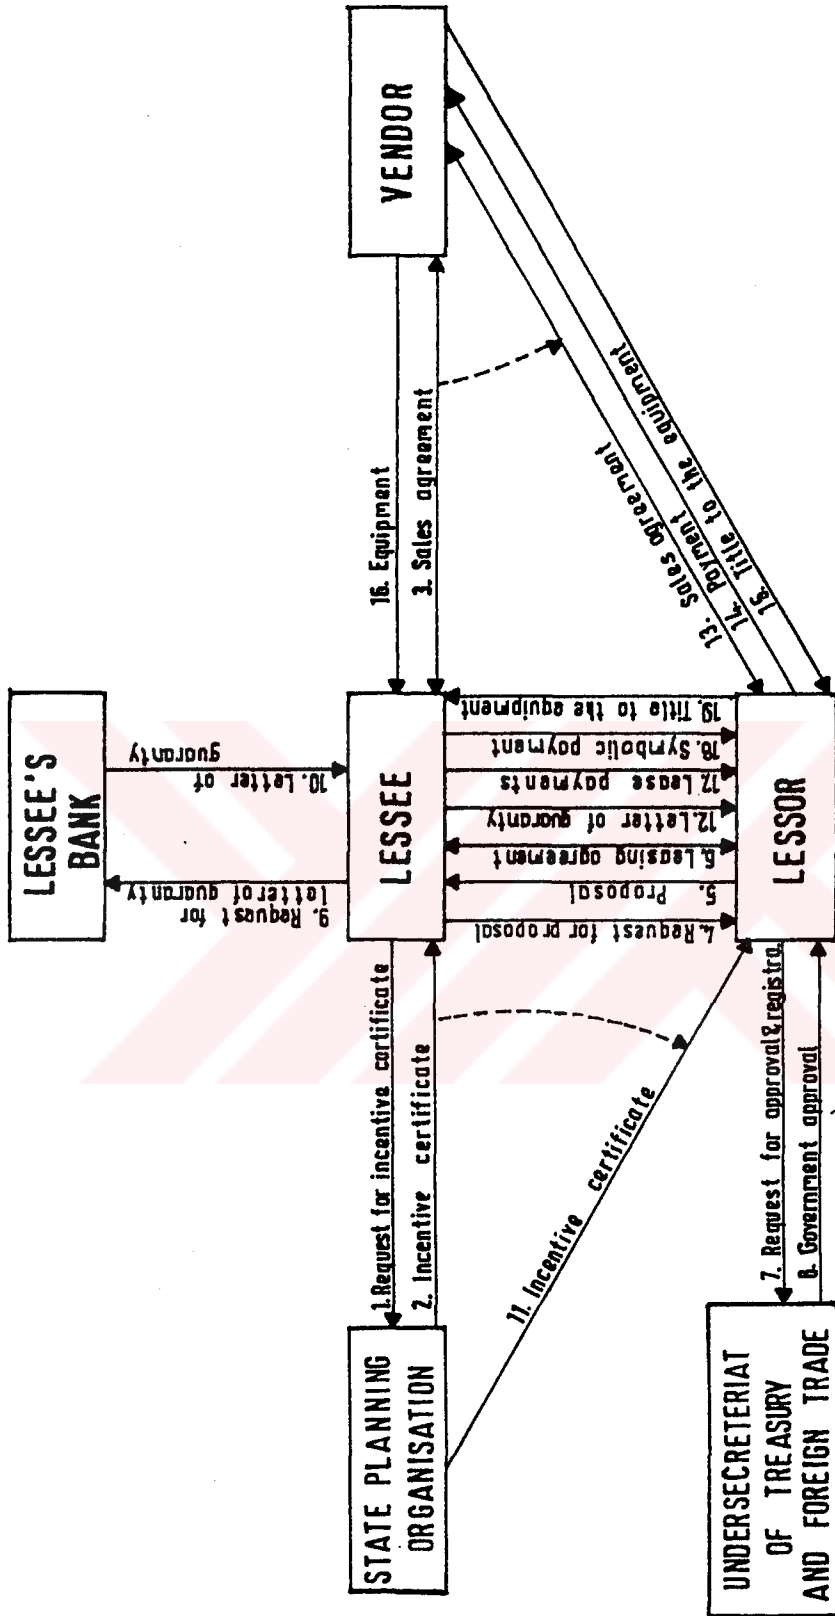 LESSEE'S
BANK
9. Request for
letter of guaranty
10. Letter of
guaranty
STATE PLANNING
ORGANISATION
1. Request for incentive certificate
2. Incentive certificate
LESSEE
16. Equipment
3. Sales agreement
VENDOR
11. Incentive certificate
4. Request for proposal
5. Proposal
6. Leasing agreement
12. Letter of guaranty
17. Lease payments
18. Symbolic payment
19. Title to the equipment
13. Sales agreement
14. Payment
15. Title to the equipment
UNDERSECRETERIAT
OF TREASURY
AND FOREIGN TRADE
7. Request for approval & registra.
8. Government approval
LESSOR